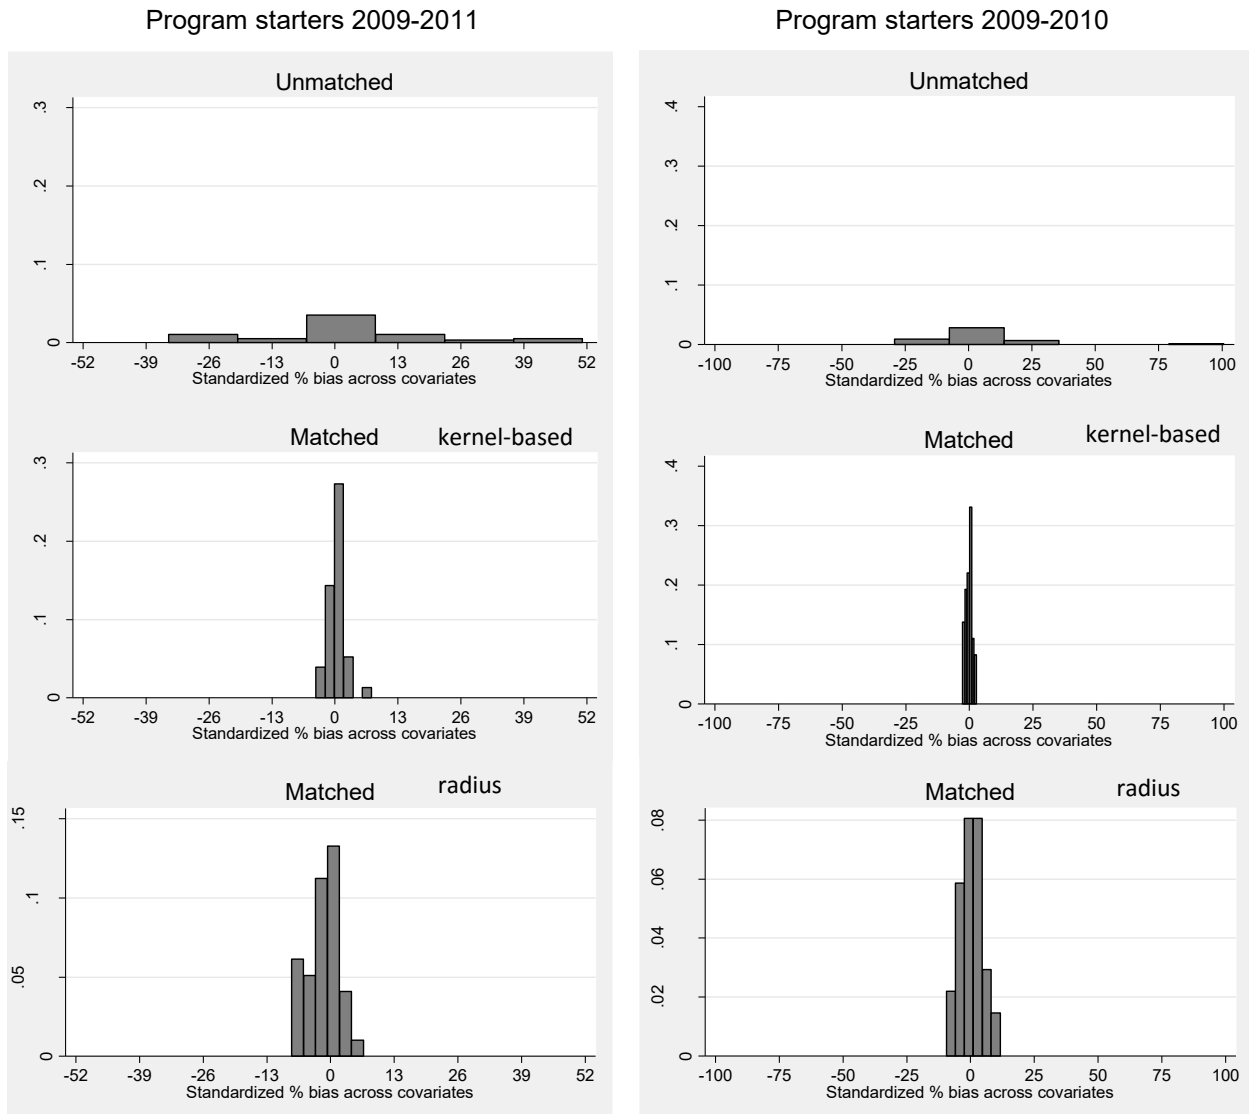 Program starters 2009-2011
Program starters 2009-2010
Unmatched
.3
.2
.1
0
-52 -39 -26 -13 0 13 26 39 52
Standardized % bias across covariates
Unmatched
.4
.3
.2
.1
0
-100 -75 -50 -25 0 25 50 75 100
Standardized % bias across covariates
Matched kernel-based
.3
.2
.1
0
-52 -39 -26 -13 0 13 26 39 52
Standardized % bias across covariates
Matched kernel-based
.4
.3
.2
.1
0
-100 -75 -50 -25 0 25 50 75 100
Standardized % bias across covariates
Matched radius
.15
.1
.05
0
-52 -39 -26 -13 0 13 26 39 52
Standardized % bias across covariates
Matched radius
.08
.06
.04
.02
0
-100 -75 -50 -25 0 25 50 75 100
Standardized % bias across covariates